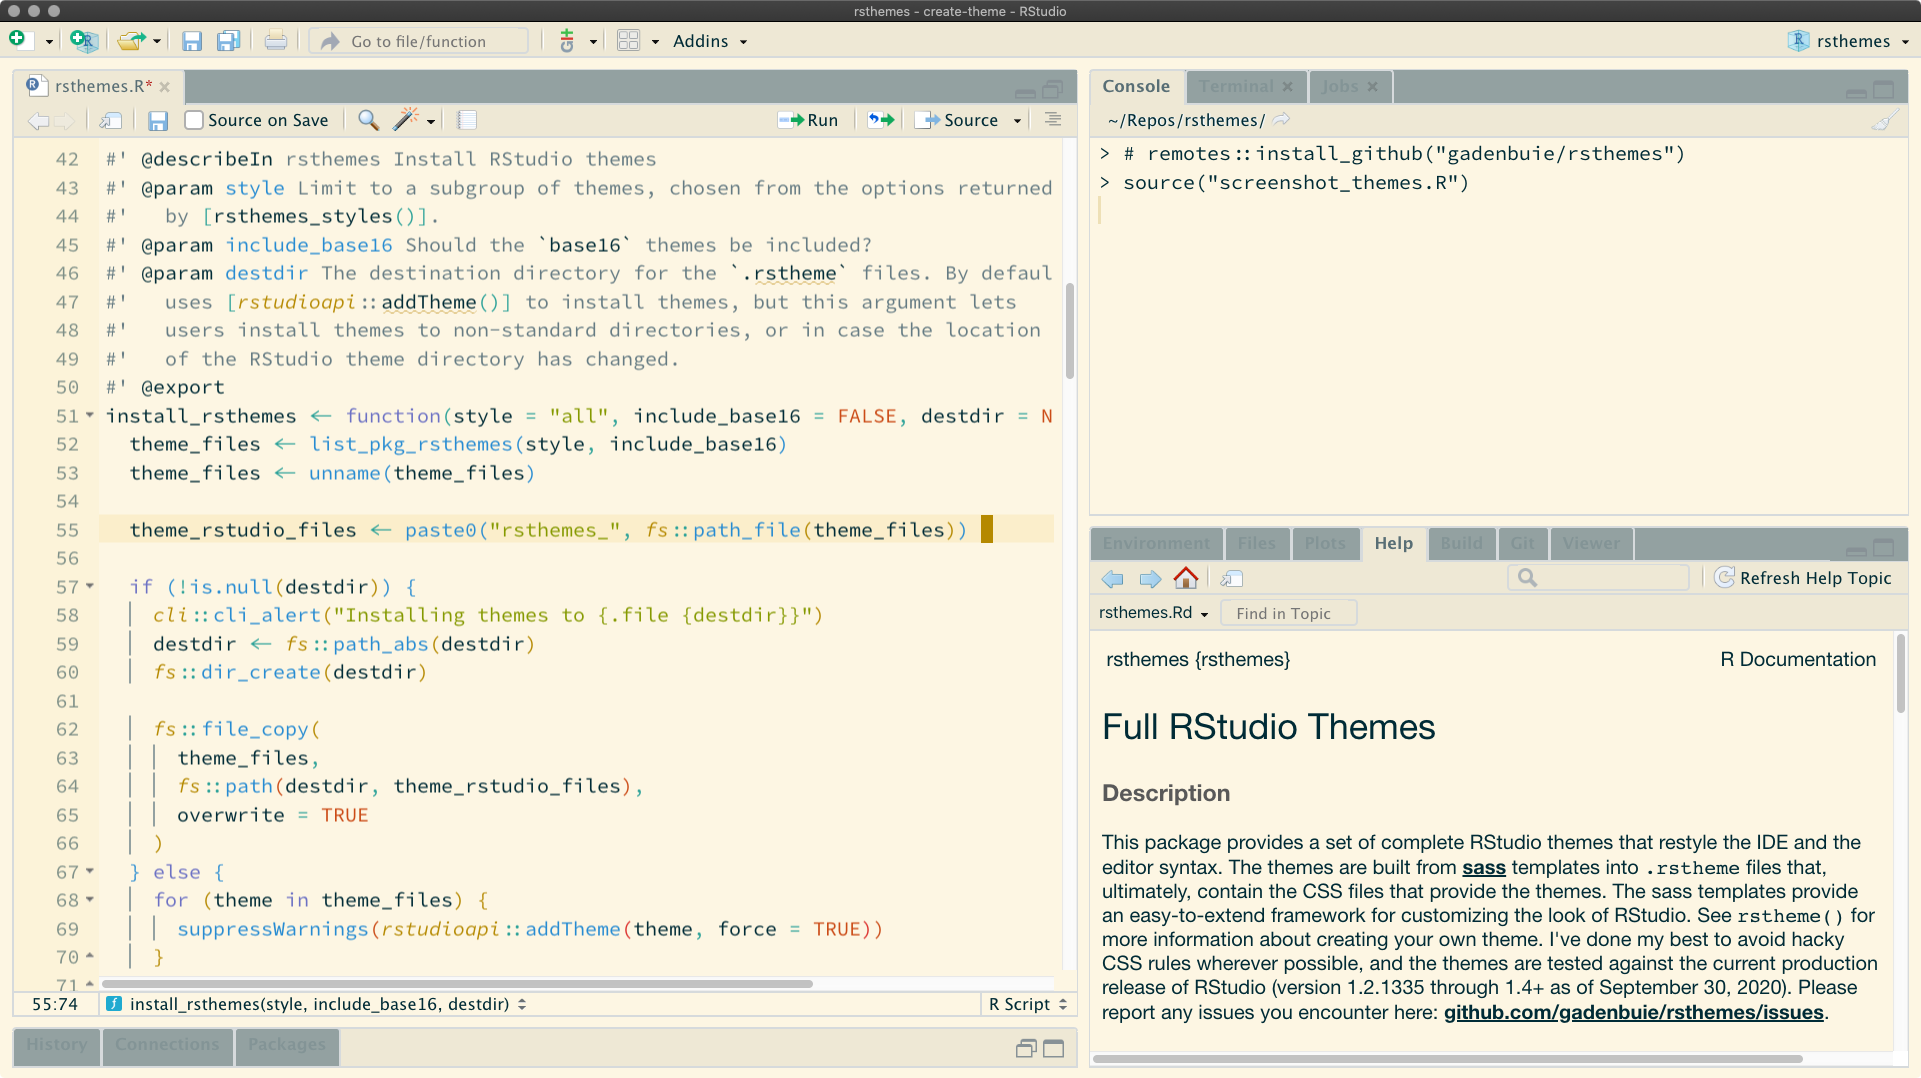 rsthemes - create-theme - RStudio
Go to file/function
Addins
rsthemes
rsthemes.R*
Source on Save
Run
Source
42 #' @describeIn rsthemes Install RStudio themes
43 #' @param style Limit to a subgroup of themes, chosen from the options returned
44 #'   by [rsthemes_styles()].
45 #' @param include_base16 Should the `base16` themes be included?
46 #' @param destdir The destination directory for the `.rstheme` files. By defaul
47 #'   uses [rstudioapi::addTheme()] to install themes, but this argument lets
48 #'   users install themes to non-standard directories, or in case the location
49 #'   of the RStudio theme directory has changed.
50 #' @export
51 install_rsthemes <- function(style = "all", include_base16 = FALSE, destdir = N
52   theme_files <- list_pkg_rsthemes(style, include_base16)
53   theme_files <- unname(theme_files)
54
55   theme_rstudio_files <- paste0("rsthemes_", fs::path_file(theme_files))
56
57   if (!is.null(destdir)) {
58     cli::cli_alert("Installing themes to {.file {destdir}}")
59     destdir <- fs::path_abs(destdir)
60     fs::dir_create(destdir)
61
62     fs::file_copy(
63       theme_files,
64       fs::path(destdir, theme_rstudio_files),
65       overwrite = TRUE
66     )
67   } else {
68     for (theme in theme_files) {
69       suppressWarnings(rstudioapi::addTheme(theme, force = TRUE))
70     }
71
55:74
install_rsthemes(style, include_base16, destdir)
R Script
History
Connections
Packages
Console
Terminal
Jobs
~/Repos/rsthemes/
> # remotes::install_github("gadenbuie/rsthemes")
> source("screenshot_themes.R")
Environment
Files
Plots
Help
Build
Git
Viewer
Refresh Help Topic
rsthemes.Rd
Find in Topic
rsthemes {rsthemes}
R Documentation
Full RStudio Themes
Description
This package provides a set of complete RStudio themes that restyle the IDE and the
editor syntax. The themes are built from sass templates into .rstheme files that,
ultimately, contain the CSS files that provide the themes. The sass templates provide
an easy-to-extend framework for customizing the look of RStudio. See rstheme() for
more information about creating your own theme. I've done my best to avoid hacky
CSS rules wherever possible, and the themes are tested against the current production
release of RStudio (version 1.2.1335 through 1.4+ as of September 30, 2020). Please
report any issues you encounter here: github.com/gadenbuie/rsthemes/issues.